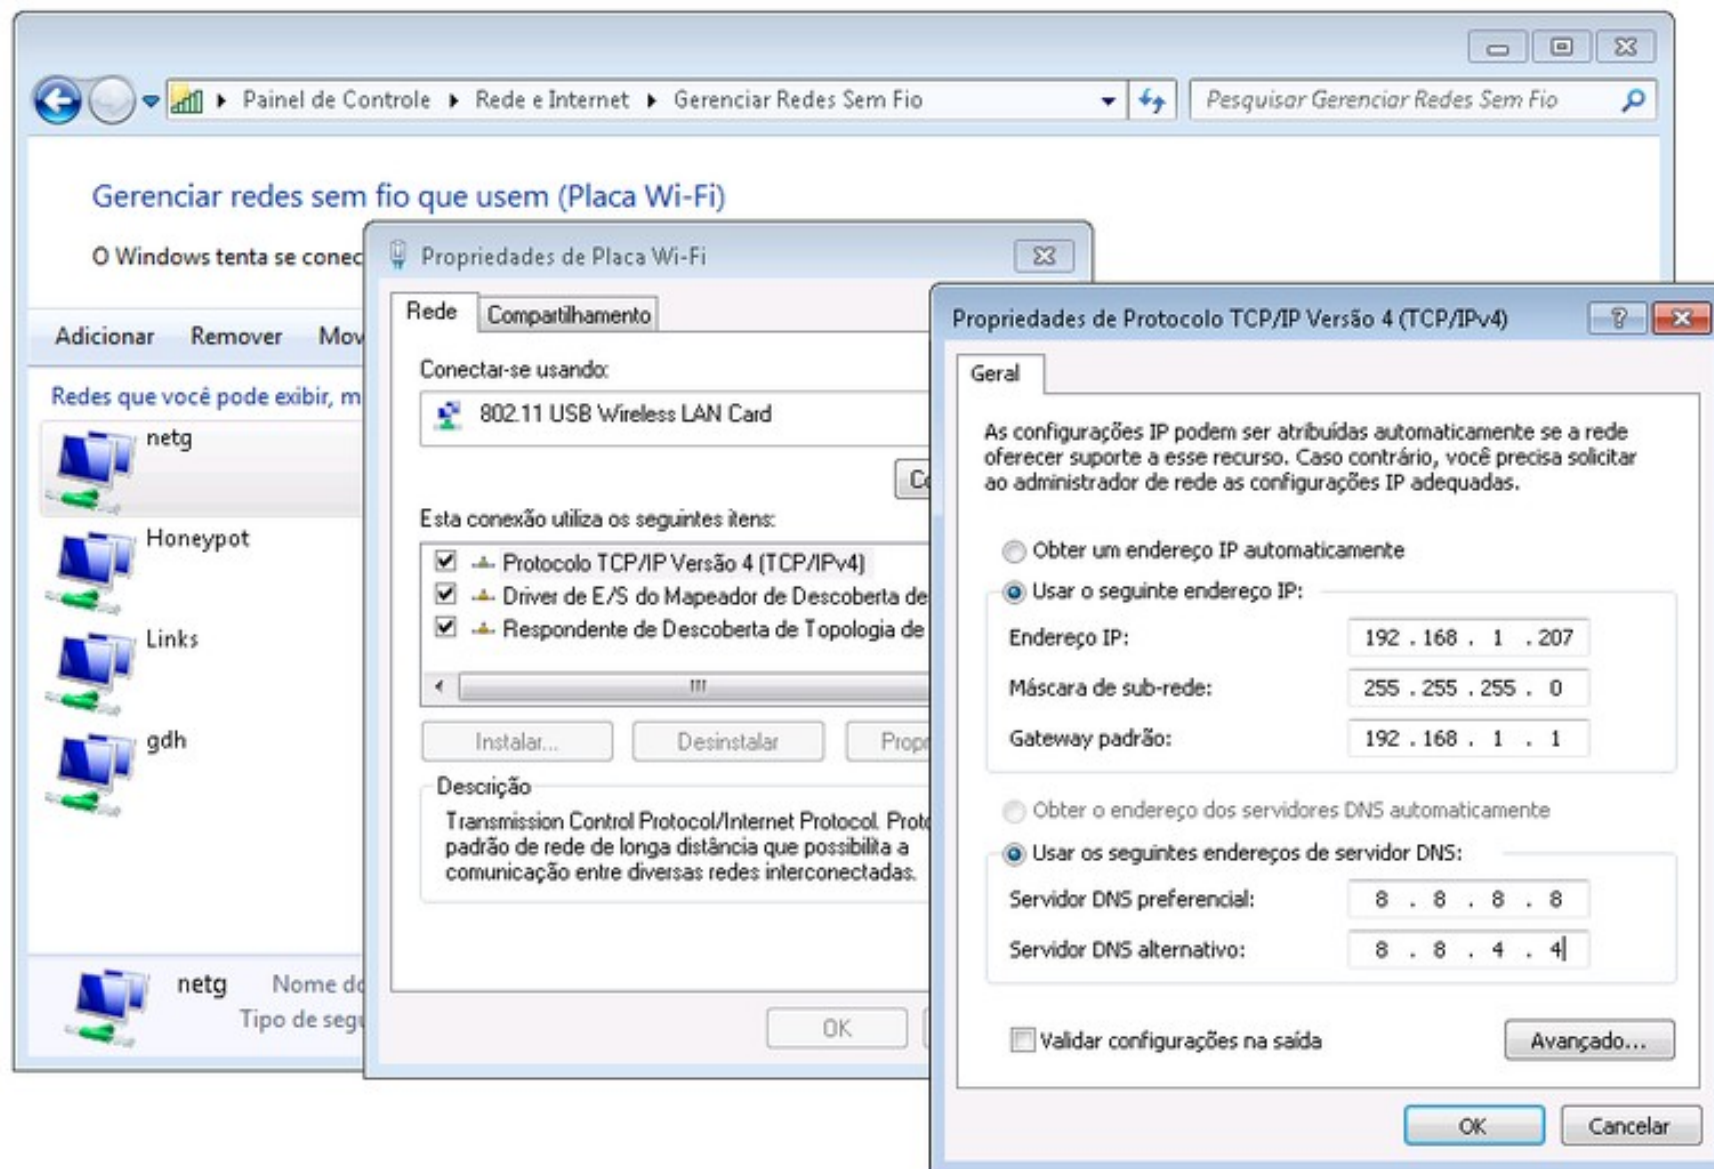 Painel de Controle
Rede e Internet
Gerenciar Redes Sem Fio
Pesquisar Gerenciar Redes Sem Fio
Gerenciar redes sem fio que usem (Placa Wi-Fi)
O Windows tenta se
Adicionar
Remover
Redes que você pode exibir,
netg
Honeypot
Links
gdh
netg
Nome
Tipo de
Propriedades de Placa Wi-Fi
Rede
Compartilhamento
Conectar-se usando:
802.11 USB Wireless LAN Card
Esta conexão utiliza os seguintes itens:
Protocolo TCP/IP Versão 4 (TCP/IPv4)
Driver de E/S do Mapeador de Descoberta de
Respondente de Descoberta de Topologia de
Instalar...
Desinstalar
Descrição
Transmission Control Protocol/Internet Protocol.
padrão de rede de longa distância que possibilita a
comunicação entre diversas redes interconectadas.
OK
Propriedades de Protocolo TCP/IP Versão 4 (TCP/IPv4)
Geral
As configurações IP podem ser atribuídas automaticamente se a rede
oferecer suporte a esse recurso. Caso contrário, você precisa solicitar
ao administrador de rede as configurações IP adequadas.
Obter um endereço IP automaticamente
Usar o seguinte endereço IP:
Endereço IP: 192 . 168 . 1 . 207
Máscara de sub-rede: 255 . 255 . 255 . 0
Gateway padrão: 192 . 168 . 1 . 1
Obter o endereço dos servidores DNS automaticamente
Usar os seguintes endereços de servidor DNS:
Servidor DNS preferencial: 8 . 8 . 8 . 8
Servidor DNS alternativo: 8 . 8 . 4 . 4
Validar configurações na saída
Avançado...
OK
Cancelar